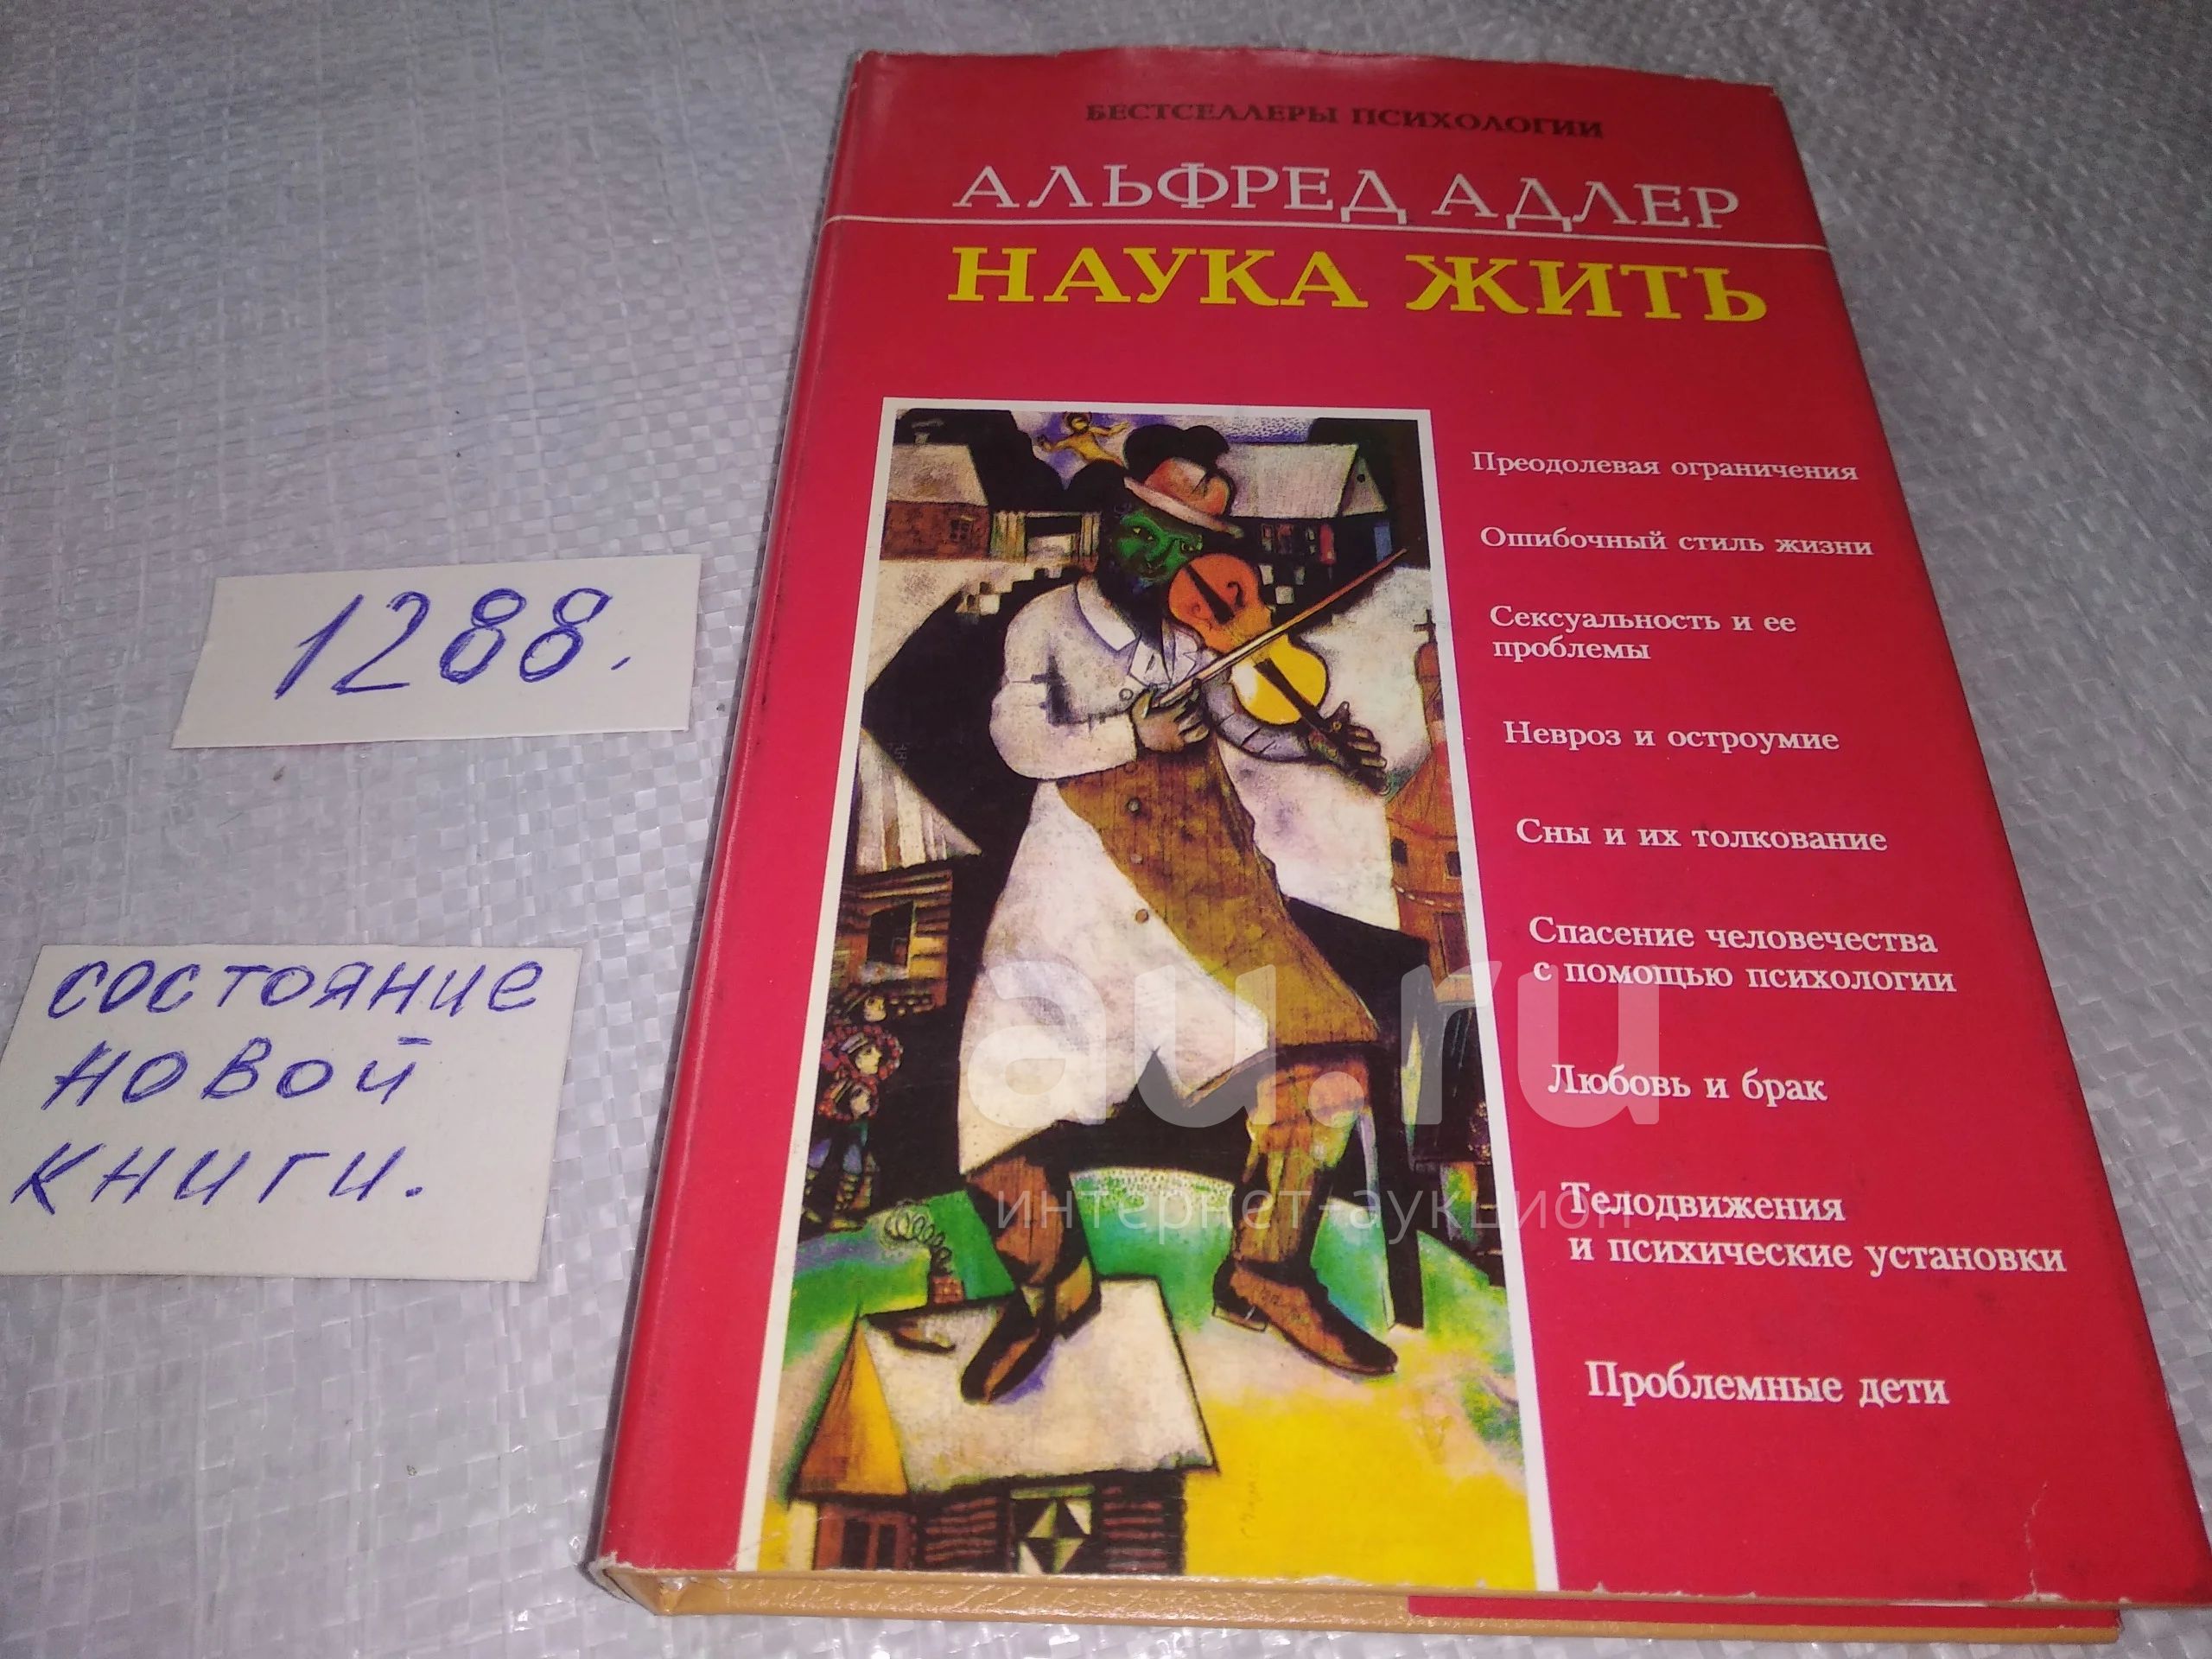 БЕСТСЕЛЛЕРЫ ПСИХОЛОГИИ
АЛЬФРЕД АДЛЕР
НАУКА ЖИТЬ
Преодолевая ограничения
Ошибочный стиль жизни
Сексуальность и ее
проблемы
Невроз и остроумие
Сны и их толкование
Спасение человечества
с помощью психологии
Любовь и брак
Телодвижения
и психические установки
Проблемные дети
1288.
состояние
новой
книги.
au.ru
интернет-аукцион